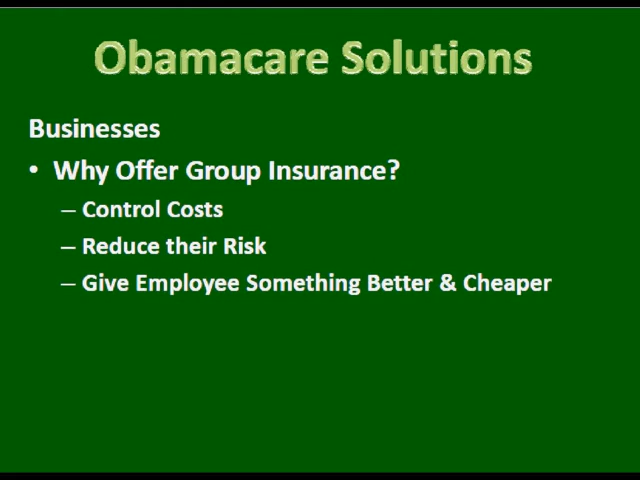 Obamacare Solutions
Businesses
• Why Offer Group Insurance?
– Control Costs
– Reduce their Risk
– Give Employee Something Better & Cheaper